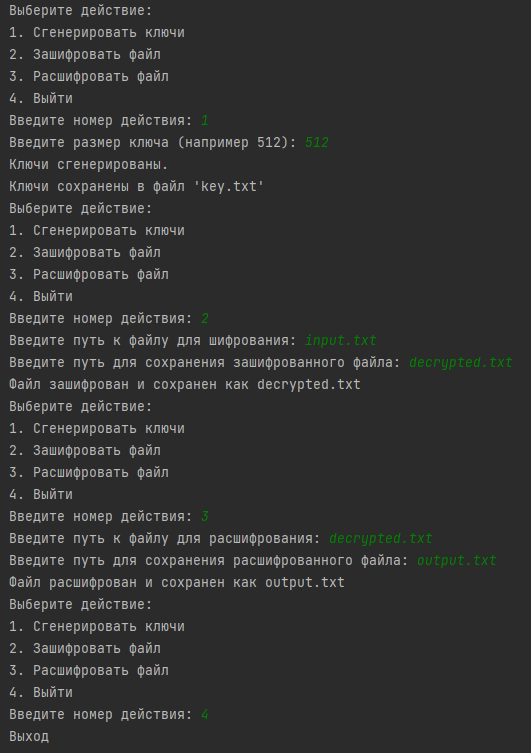 Выберите действие:
1. Сгенерировать ключи
2. Зашифровать файл
3. Расшифровать файл
4. Выйти
Введите номер действия: 1
Введите размер ключа (например 512): 512
Ключи сгенерированы.
Ключи сохранены в файл 'key.txt'
Выберите действие:
1. Сгенерировать ключи
2. Зашифровать файл
3. Расшифровать файл
4. Выйти
Введите номер действия: 2
Введите путь к файлу для шифрования: input.txt
Введите путь для сохранения зашифрованного файла: decrypted.txt
Файл зашифрован и сохранен как decrypted.txt
Выберите действие:
1. Сгенерировать ключи
2. Зашифровать файл
3. Расшифровать файл
4. Выйти
Введите номер действия: 3
Введите путь к файлу для расшифрования: decrypted.txt
Введите путь для сохранения расшифрованного файла: output.txt
Файл расшифрован и сохранен как output.txt
Выберите действие:
1. Сгенерировать ключи
2. Зашифровать файл
3. Расшифровать файл
4. Выйти
Введите номер действия: 4
Выход